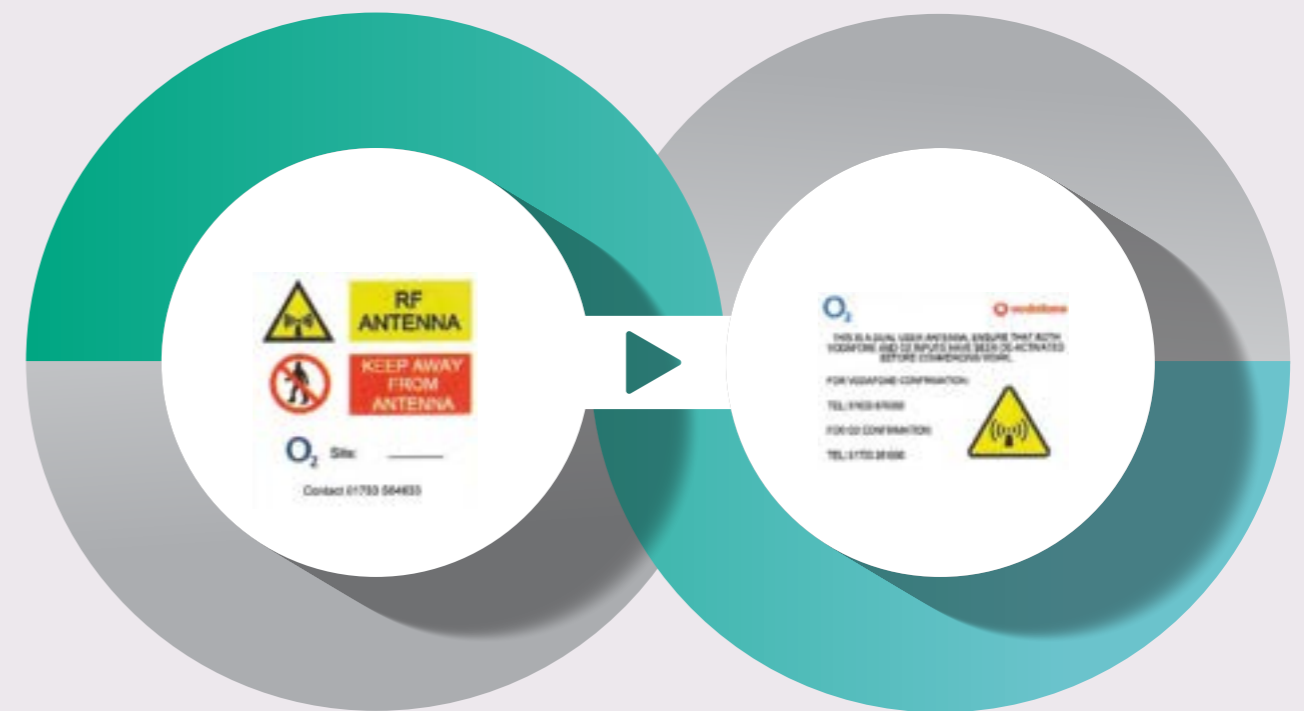 RF
ANTENNA
KEEP AWAY
FROM
ANTENNA
O2 Site:
Contact 01753 564633
O2
vodafone
THIS IS A DUAL USER ANTENNA, ENSURE THAT BOTH
VODAFONE AND O2 INPUTS HAVE BEEN DE-ACTIVATED
BEFORE COMMENCING WORK.
FOR VODAFONE CONFIRMATION:
TEL:
FOR O2 CONFIRMATION:
TEL: